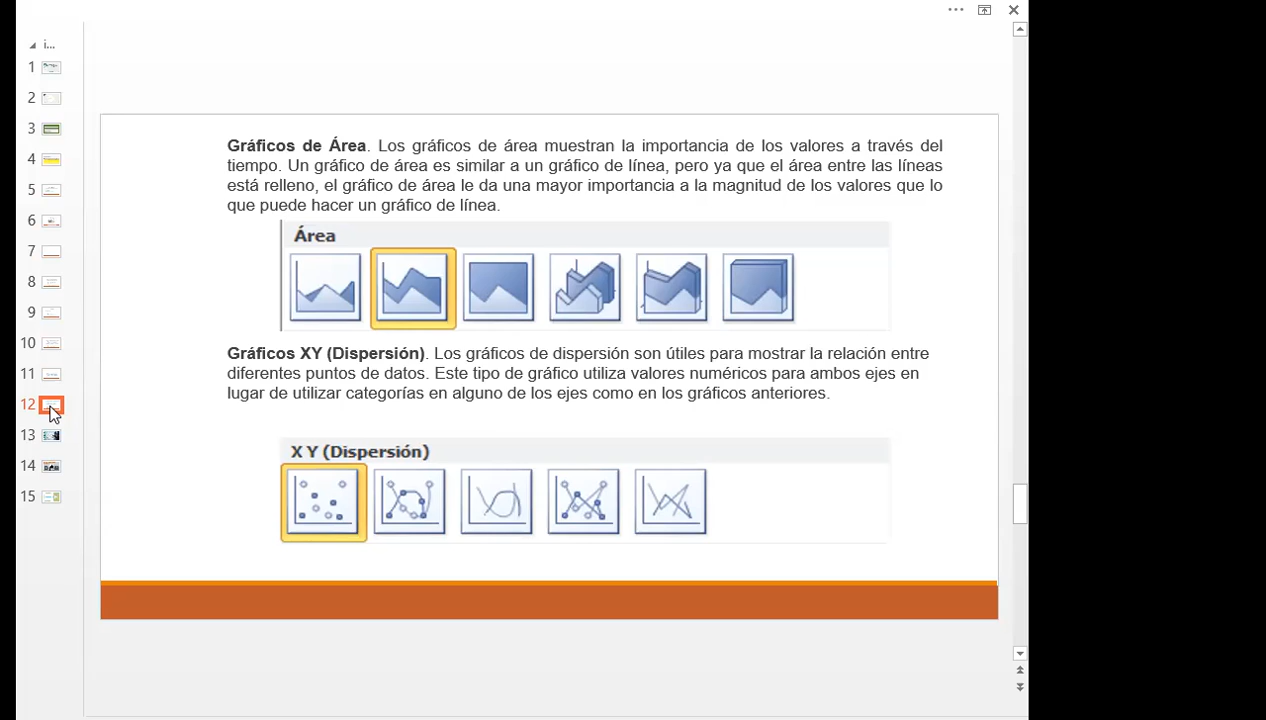 i...
1
2
3
4
5
6
7
8
9
10
11
12
13
14
15
Gráficos de Área. Los gráficos de área muestran la importancia de los valores a través del
tiempo. Un gráfico de área es similar a un gráfico de línea, pero ya que el área entre las líneas
está relleno, el gráfico de área le da una mayor importancia a la magnitud de los valores que lo
que puede hacer un gráfico de línea.
Área
Gráficos XY (Dispersión). Los gráficos de dispersión son útiles para mostrar la relación entre
diferentes puntos de datos. Este tipo de gráfico utiliza valores numéricos para ambos ejes en
lugar de utilizar categorías en alguno de los ejes como en los gráficos anteriores.
X Y (Dispersión)